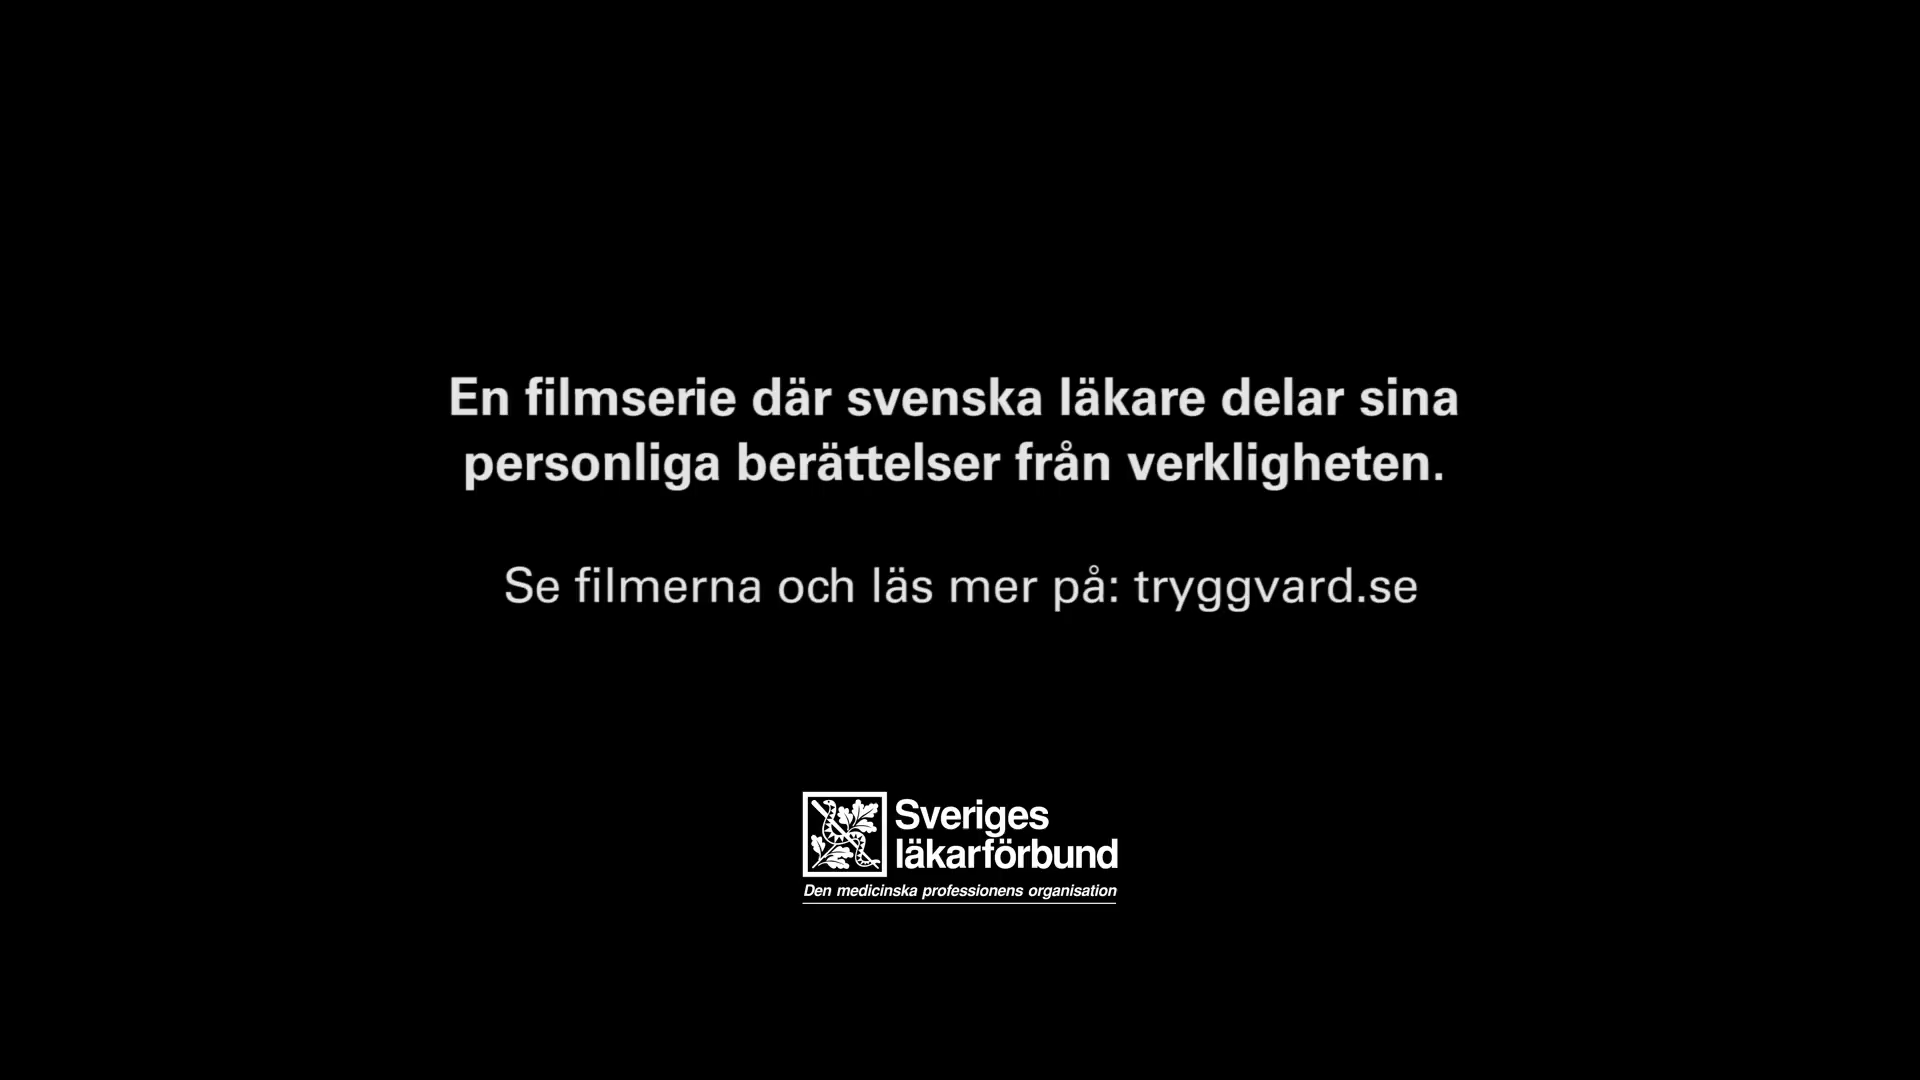 En filmserie där svenska läkare delar sina
personliga berättelser från verkligheten.
Se filmerna och läs mer på: tryggvard.se
Sveriges
läkarförbund
Den medicinska professionens organisation